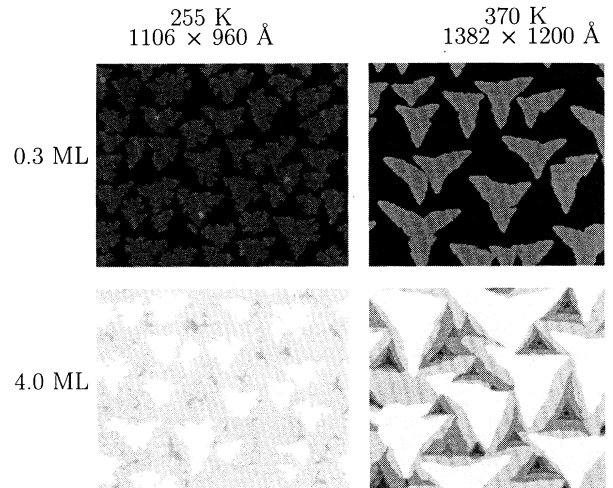 255 K
1106 × 960 Å
370 K
1382 × 1200 Å
0.3 ML
4.0 ML